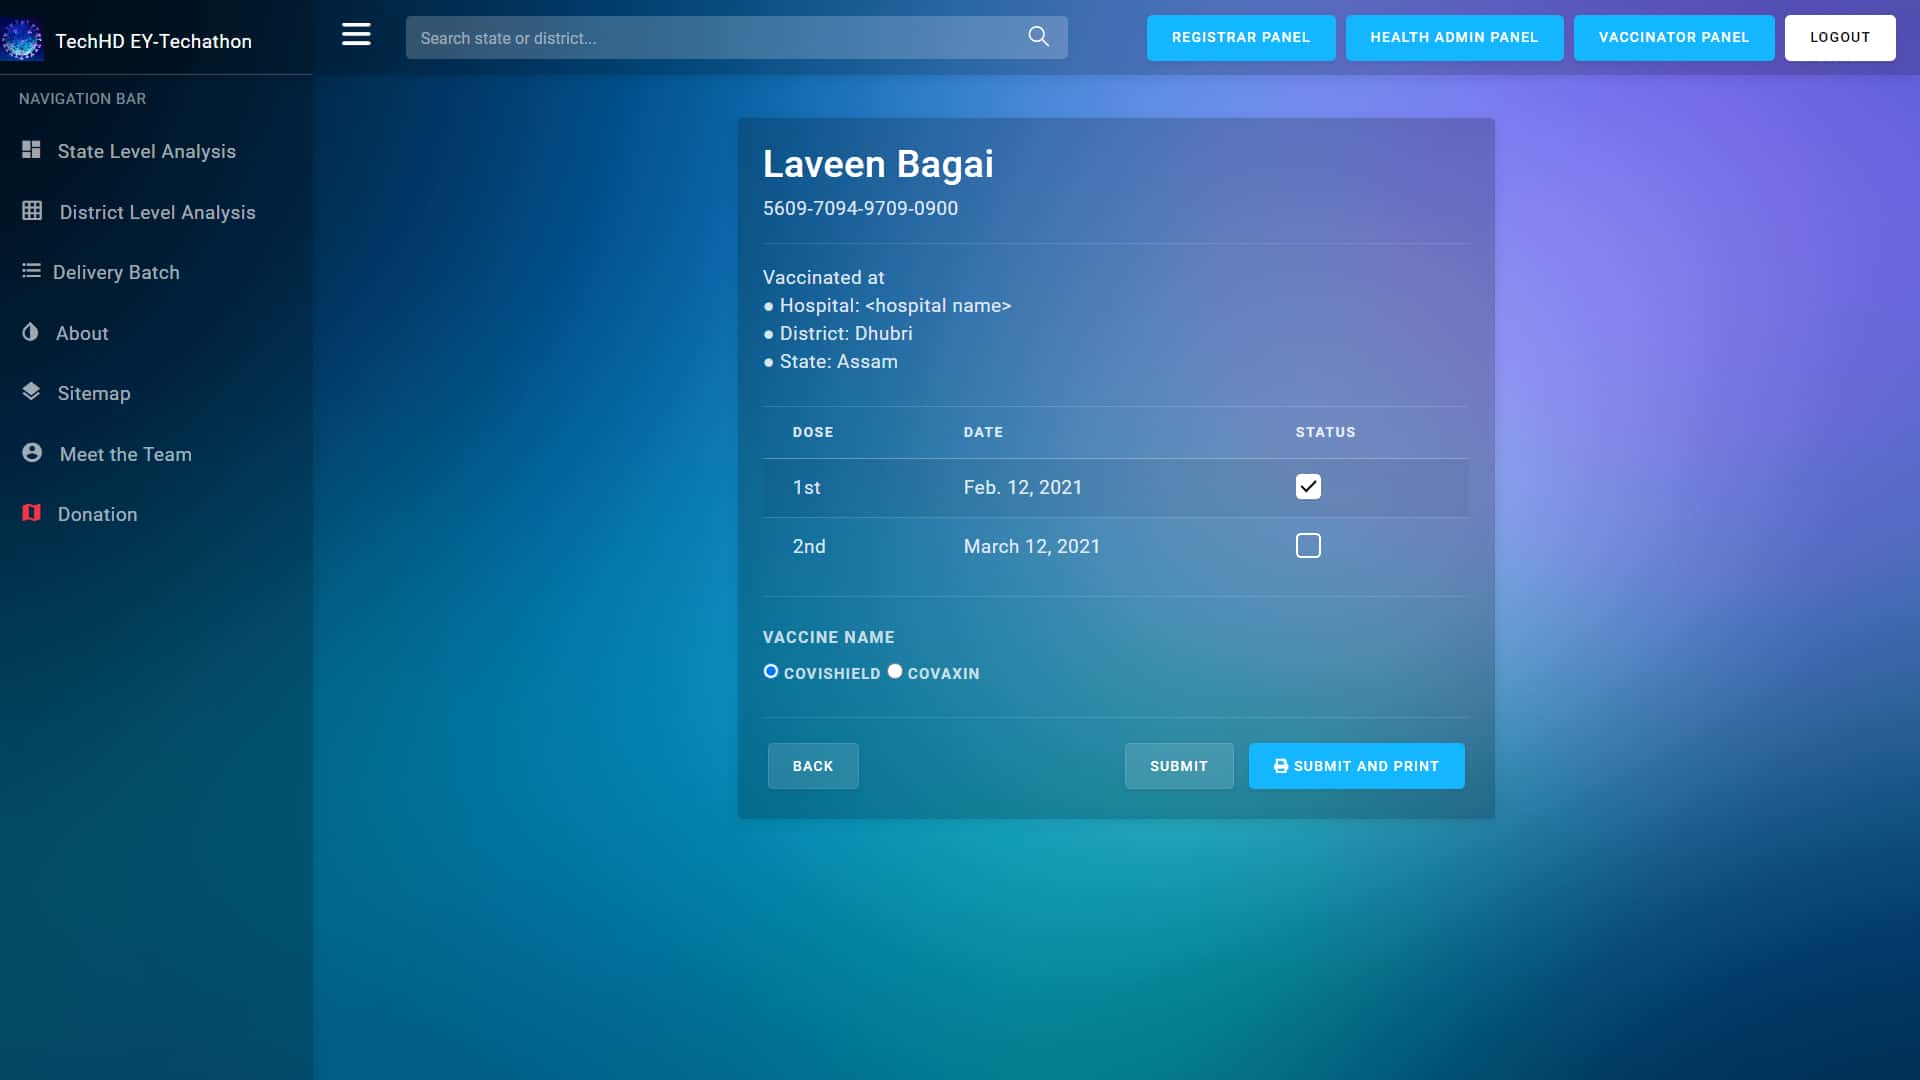 TechHD EY-Techathon
Search state or district...
REGISTRAR PANEL
HEALTH ADMIN PANEL
VACCINATOR PANEL
LOGOUT
NAVIGATION BAR
State Level Analysis
District Level Analysis
Delivery Batch
About
Sitemap
Meet the Team
Donation
Laveen Bagai
5609-7094-9709-0900
Vaccinated at
● Hospital: <hospital name>
● District: Dhubri
● State: Assam
DOSE DATE STATUS
1st Feb. 12, 2021
2nd March 12, 2021
VACCINE NAME
COVISHIELD COVAXIN
BACK SUBMIT SUBMIT AND PRINT